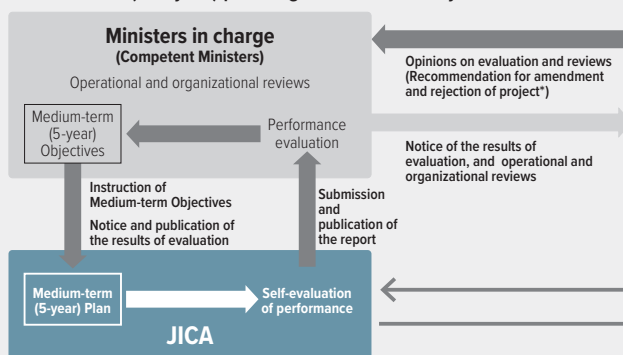 Ministers in charge
(Competent Ministers)
Operational and organizational reviews
Medium-term
(5-year)
Objectives
Performance
evaluation
Opinions on evaluation and reviews
(Recommendation for amendment
and rejection of project*)
Notice of the results of
evaluation, and operational and
organizational reviews
Instruction of
Medium-term Objectives
Notice and publication of
the results of evaluation
Submission
and
publication of
the report
Medium-term
(5-year) Plan
Self-evaluation
of performance
JICA